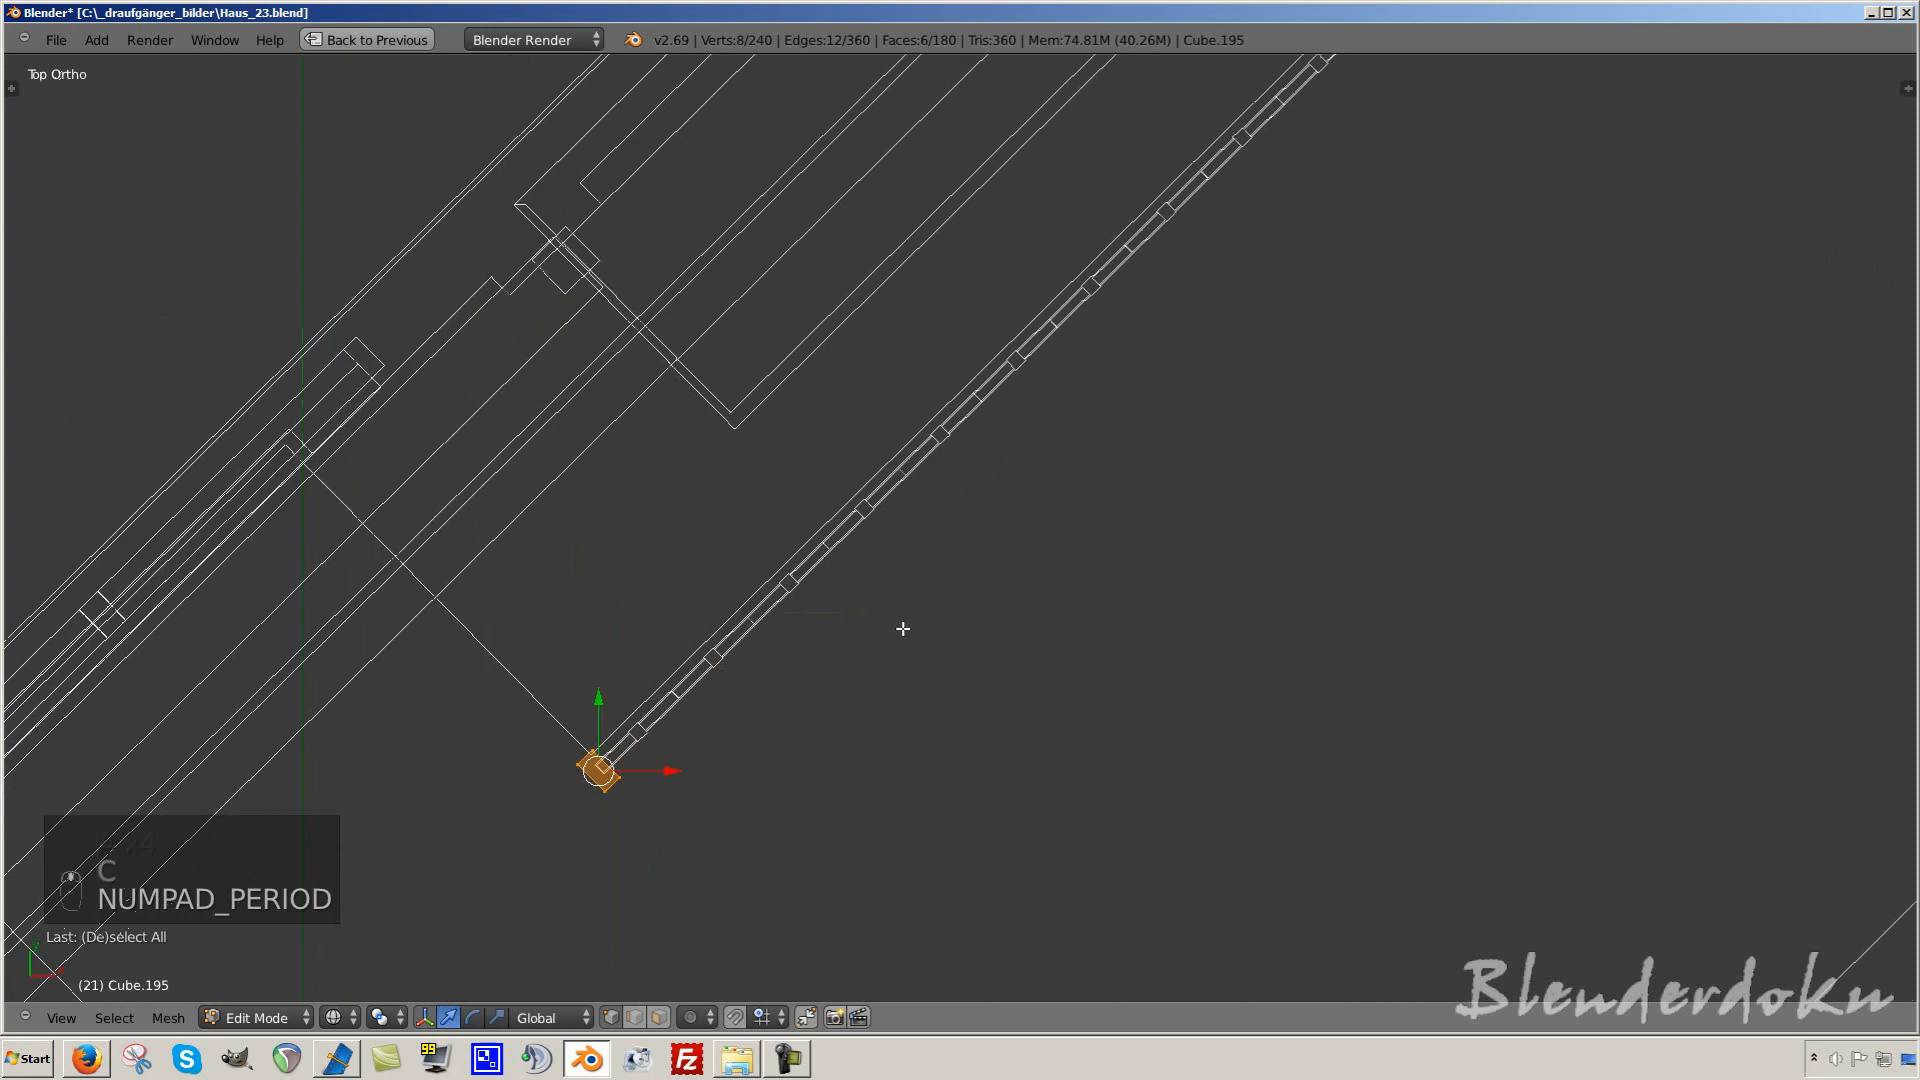 Blender* [C:\_draufgänger_bilder\Haus_23.blend]
File Add Render Window Help Back to Previous Blender Render v2.69 | Verts:8/240 | Edges:12/360 | Faces:6/180 | Tris:360 | Mem:74.81M (40.26M) | Cube.195
Top Ortho
C
NUMPAD_PERIOD
Last: (De)select All
(21) Cube.195
Blenderdoku
View Select Mesh Edit Mode Global
Start 99 Fz